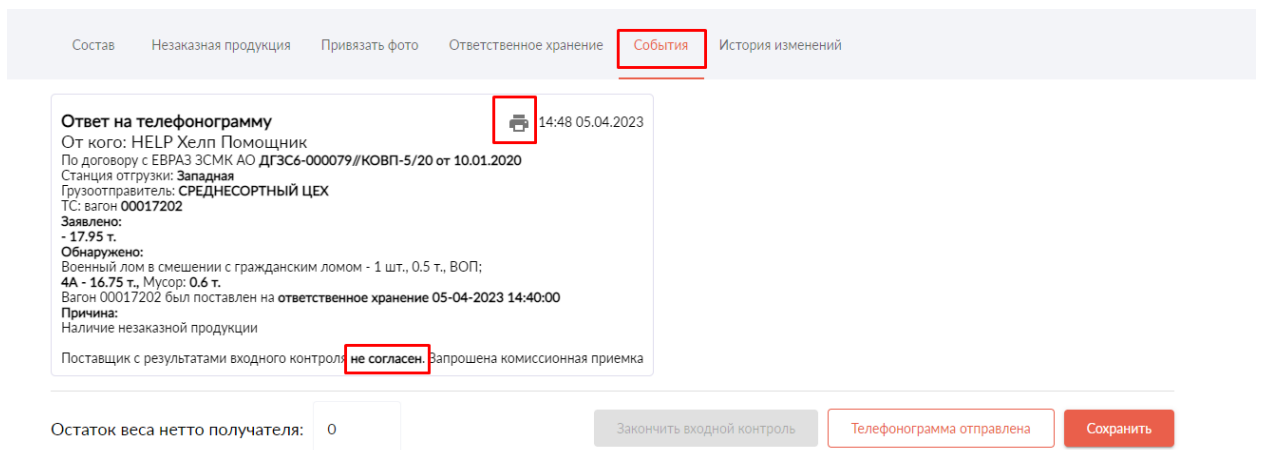 Состав Незаказная продукция Привязать фото Ответственное хранение События История изменений
Ответ на телефонограмму 14:48 05.04.2023
От кого: HELP Хелп Помощник
По договору с ЕВРАЗ ЗСМК АО ДГЗС6-000079//КОВП-5/20 от 10.01.2020
Станция отгрузки: Западная
Грузоотправитель: СРЕДНЕСОРТНЫЙ ЦЕХ
ТС: вагон 00017202
Заявлено:
- 17.95 т.
Обнаружено:
Военный лом в смешении с гражданским ломом - 1 шт., 0.5 т., ВОП;
4А - 16.75 т., Мусор: 0.6 т.
Вагон 00017202 был поставлен на ответственное хранение 05-04-2023 14:40:00
Причина:
Наличие незаказной продукции
Поставщик с результатами входного контроля не согласен. Запрошена комиссионная приемка
Остаток веса нетто получателя: 0 Закончить входной контроль Телефонограмма отправлена Сохранить